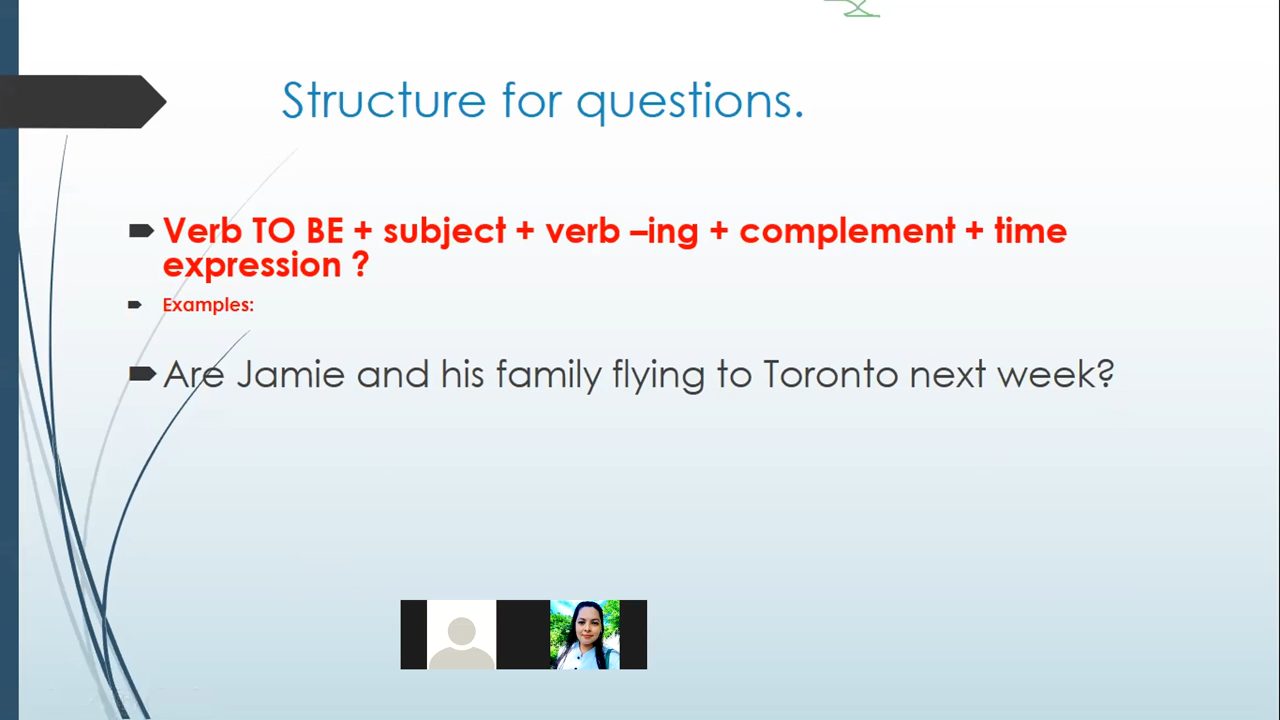 Structure for questions.
Verb TO BE + subject + verb –ing + complement + time
expression ?
Examples:
Are Jamie and his family flying to Toronto next week?